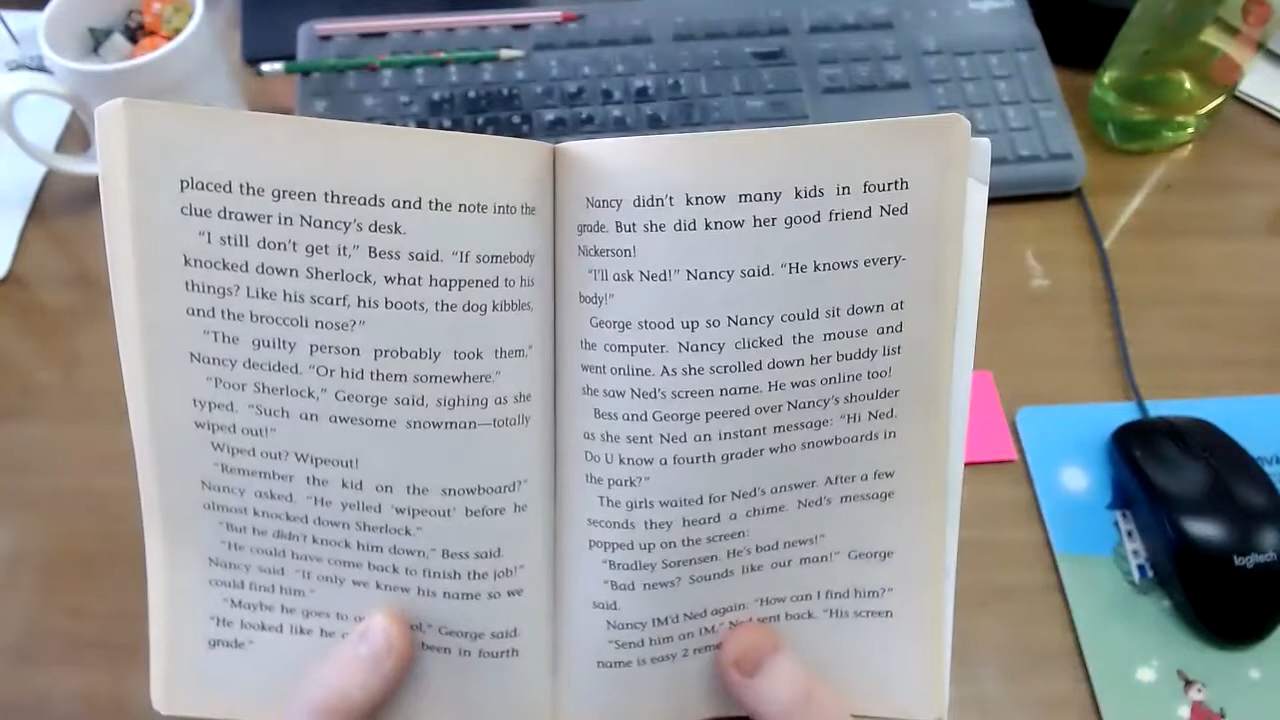 placed the green threads and the note into the
clue drawer in Nancy's desk.
"I still don't get it," Bess said. "If somebody
knocked down Sherlock, what happened to his
things? Like his scarf, his boots, the dog kibbles,
and the broccoli nose?"
"The guilty person probably took them,"
Nancy decided. "Or hid them somewhere."
"Poor Sherlock," George said, sighing as she
typed. "Such an awesome snowman—totally
wiped out!"
Wiped out? Wipeout!
"Remember the kid on the snowboard?"
Nancy asked. "He yelled 'wipeout' before he
almost knocked down Sherlock."
"But he didn't knock him down," Bess said.
"He could have come back to finish the job!"
Nancy said. "If only we knew his name so we
could find him."
"Maybe he goes to George said.
"He looked like he been in fourth
grade."
Nancy didn't know many kids in fourth
grade. But she did know her good friend Ned
Nickerson!
"I'll ask Ned!" Nancy said. "He knows every-
body!"
George stood up so Nancy could sit down at
the computer. Nancy clicked the mouse and
went online. As she scrolled down her buddy list
she saw Ned's screen name. He was online too!
Bess and George peered over Nancy's shoulder
as she sent Ned an instant message: "Hi Ned.
Do U know a fourth grader who snowboards in
the park?"
The girls waited for Ned's answer. After a few
seconds they heard a chime. Ned's message
popped up on the screen:
"Bradley Sorensen. He's bad news!"
"Bad news? Sounds like our man!" George
said.
Nancy IM'd Ned again: "How can I find him?"
"Send him an IM," Ned sent back. "His screen
name is easy 2
logitech
logitech